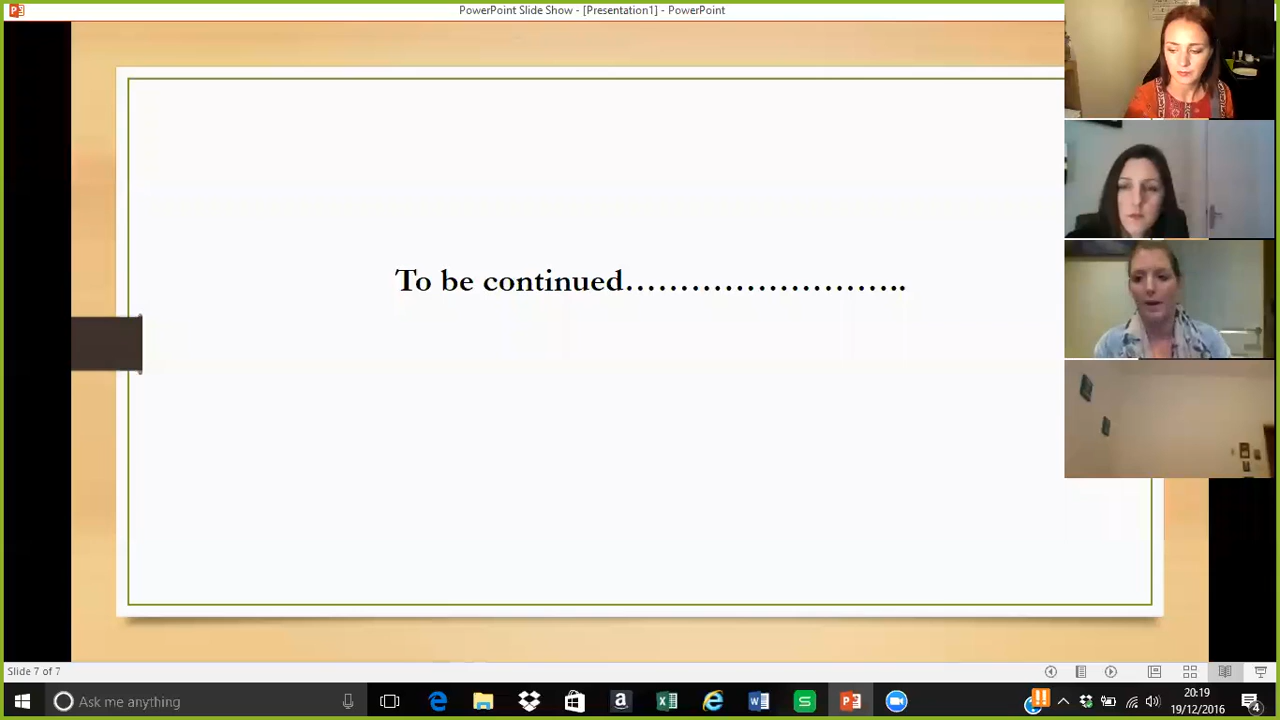 PowerPoint Slide Show - [Presentation1] - PowerPoint
To be continued………………………..
Slide 7 of 7
Ask me anything
20:19
19/12/2016
4